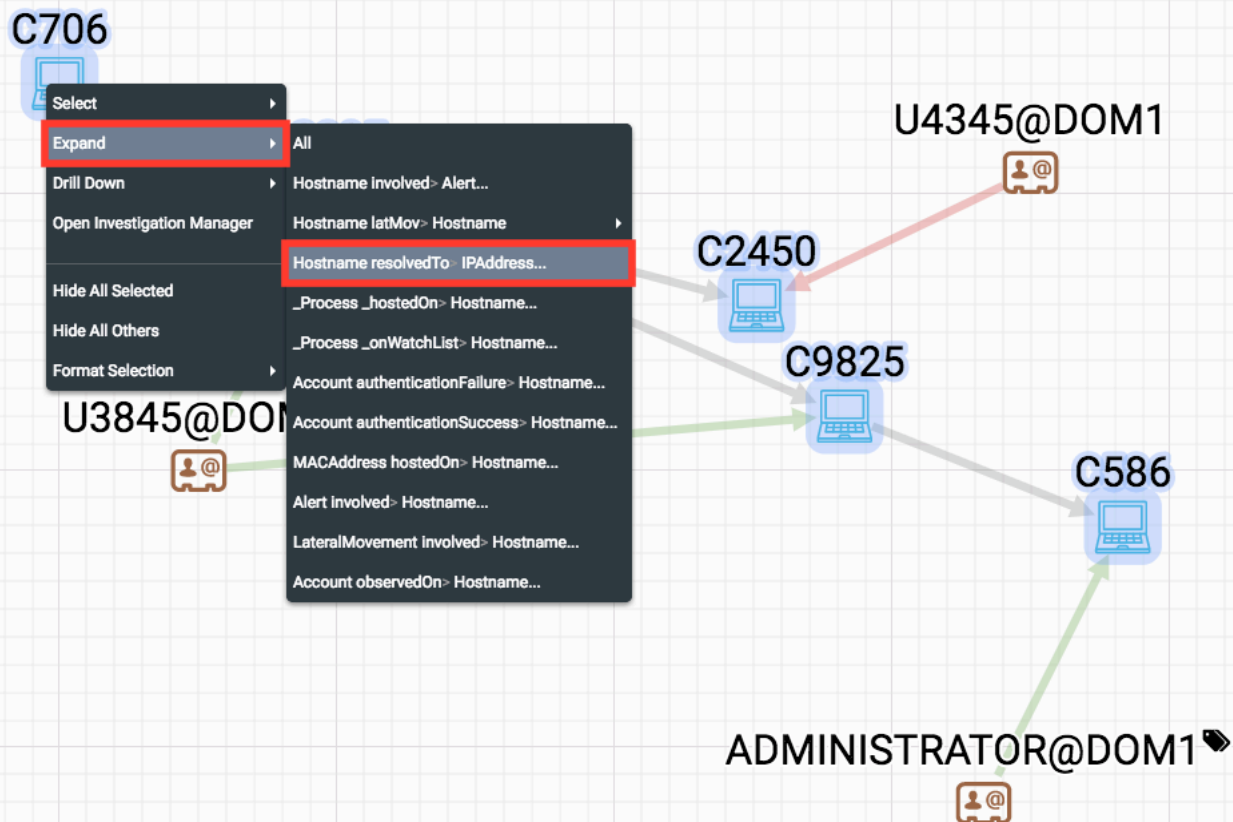 C706
Select
Expand
Drill Down
Open Investigation Manager
Hide All Selected
Hide All Others
Format Selection
All
Hostname involved> Alert...
Hostname latMov> Hostname
Hostname resolvedTo> IPAddress...
_Process _hostedOn> Hostname...
_Process _onWatchList> Hostname...
Account authenticationFailure> Hostname...
Account authenticationSuccess> Hostname...
MACAddress hostedOn> Hostname...
Alert involved> Hostname...
LateralMovement involved> Hostname...
Account observedOn> Hostname...
U4345@DOM1
C2450
C9825
U3845@DOM
C586
ADMINISTRATOR@DOM1